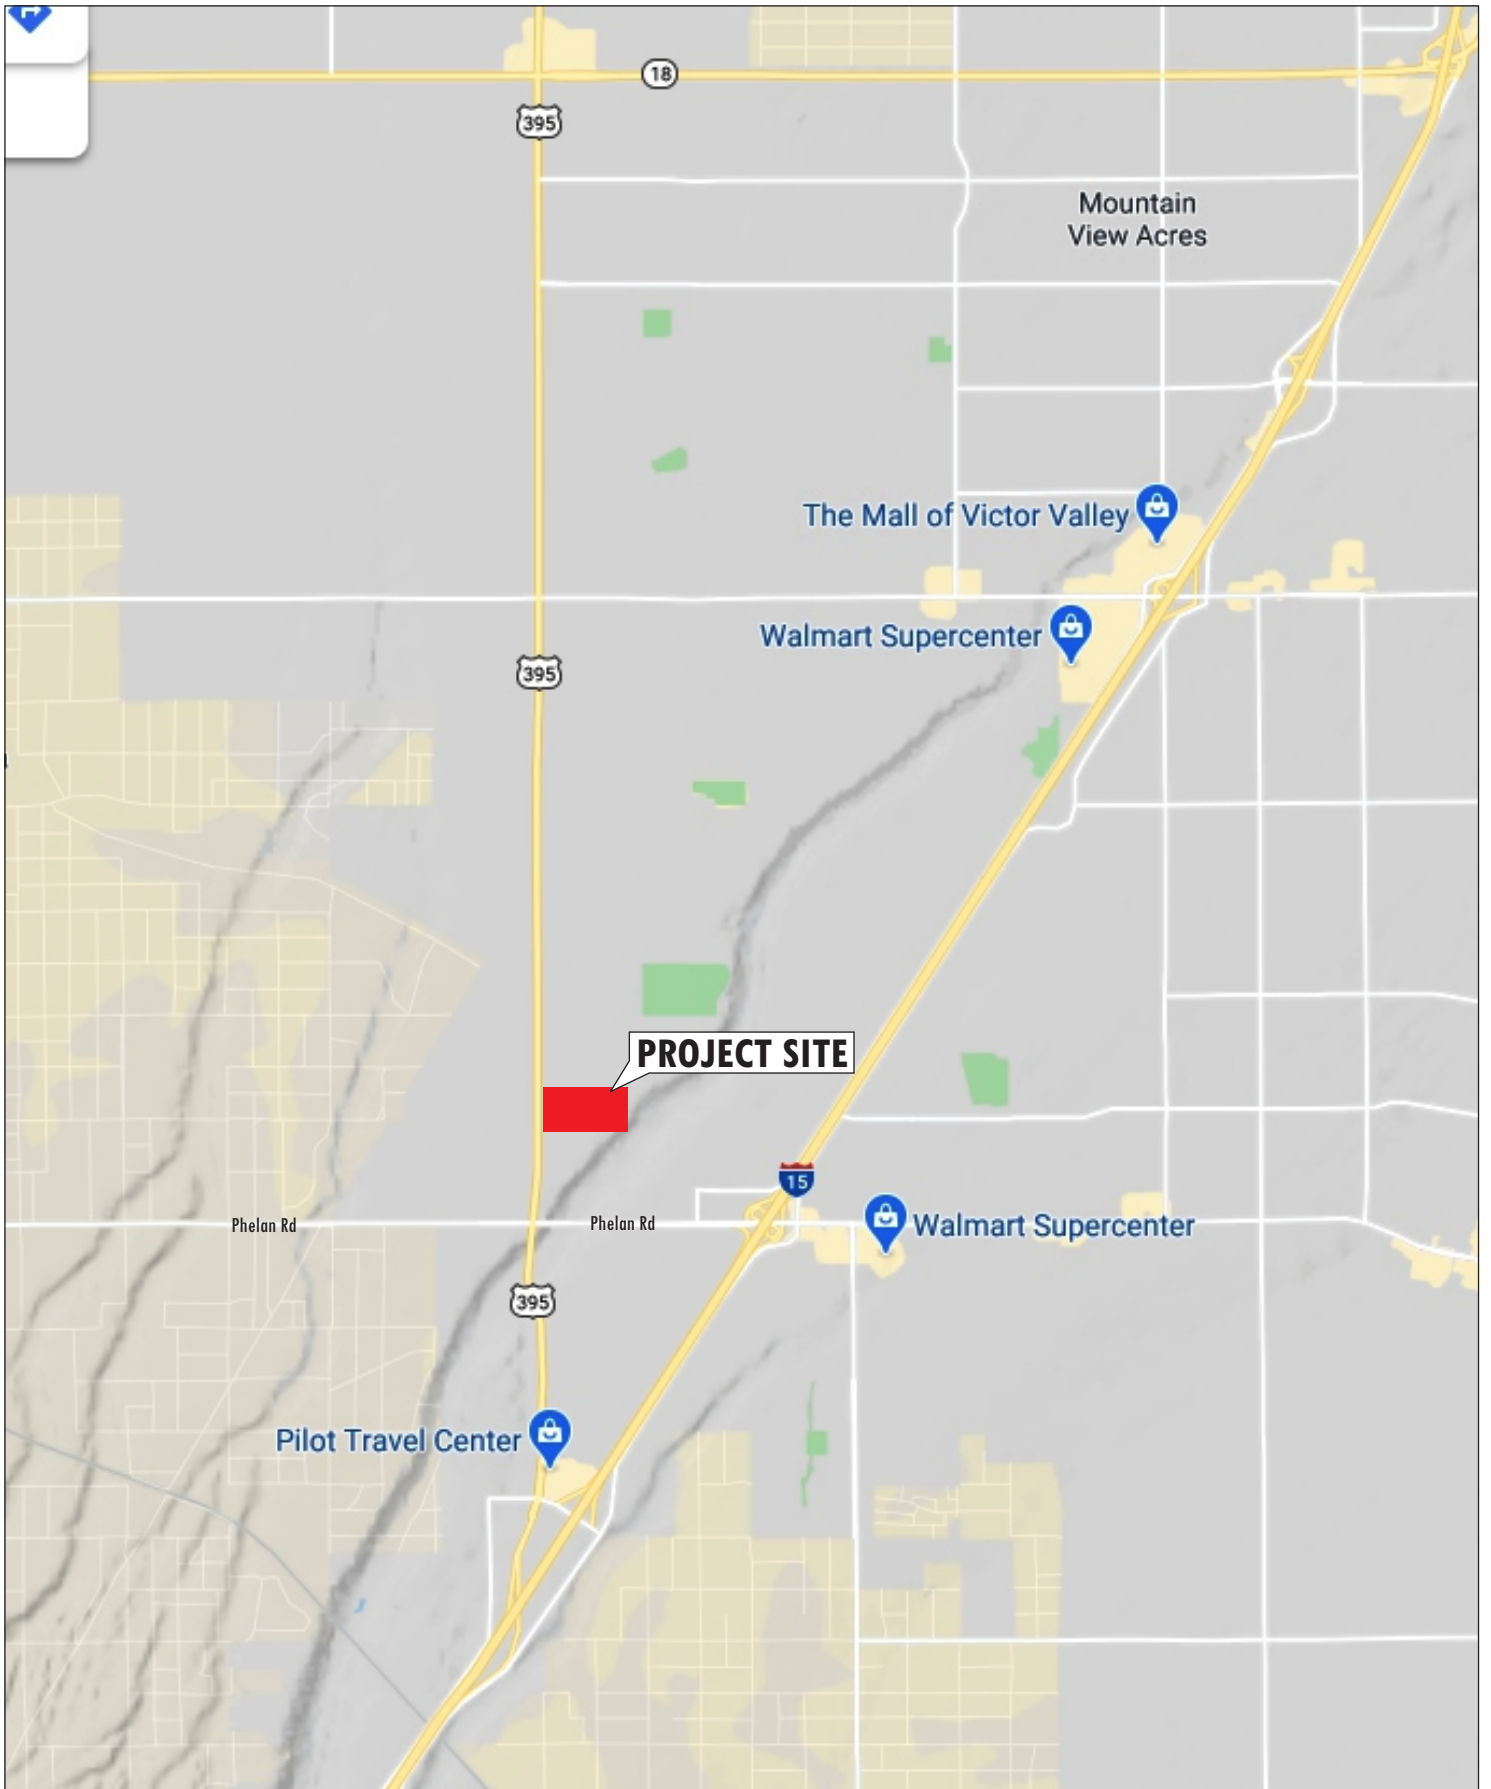 18
395
Mountain
View Acres
The Mall of Victor Valley
Walmart Supercenter
395
PROJECT SITE
15
Phelan Rd
Phelan Rd
Walmart Supercenter
395
Pilot Travel Center